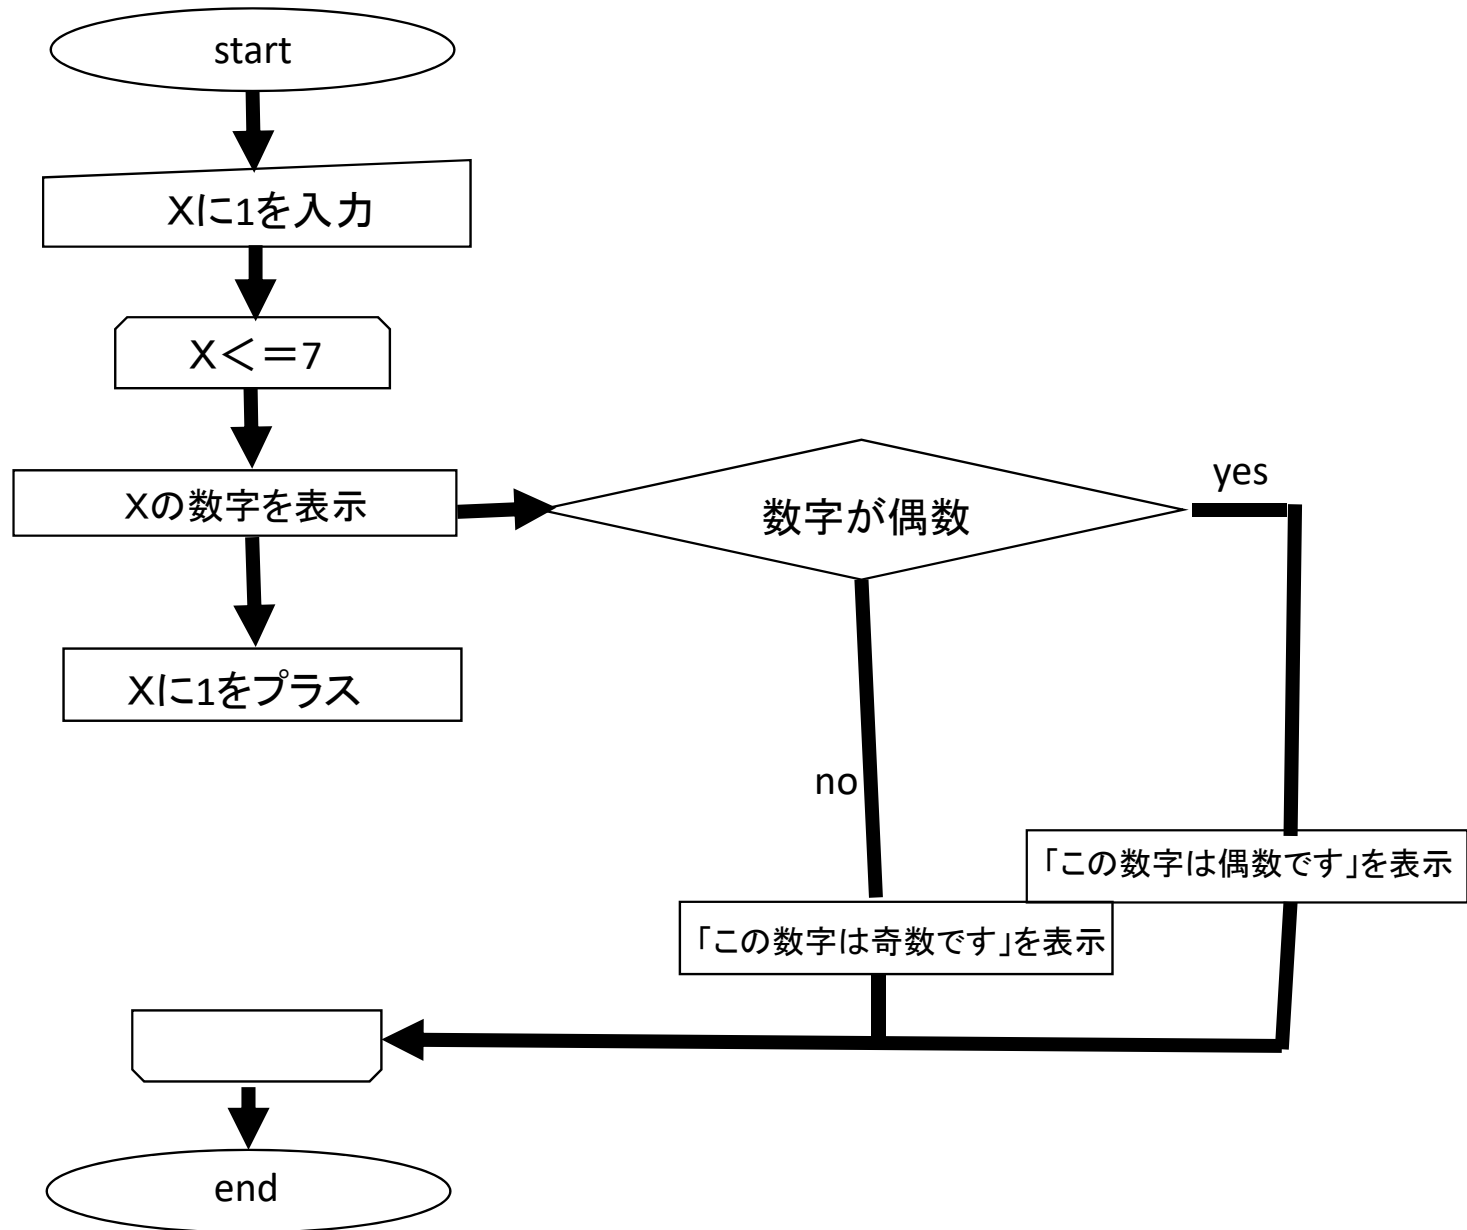 start
Xに1を入力
X＜＝7
Xの数字を表示
数字が偶数
yes
Xに1をプラス
no
「この数字は偶数です」を表示
「この数字は奇数です」を表示
end